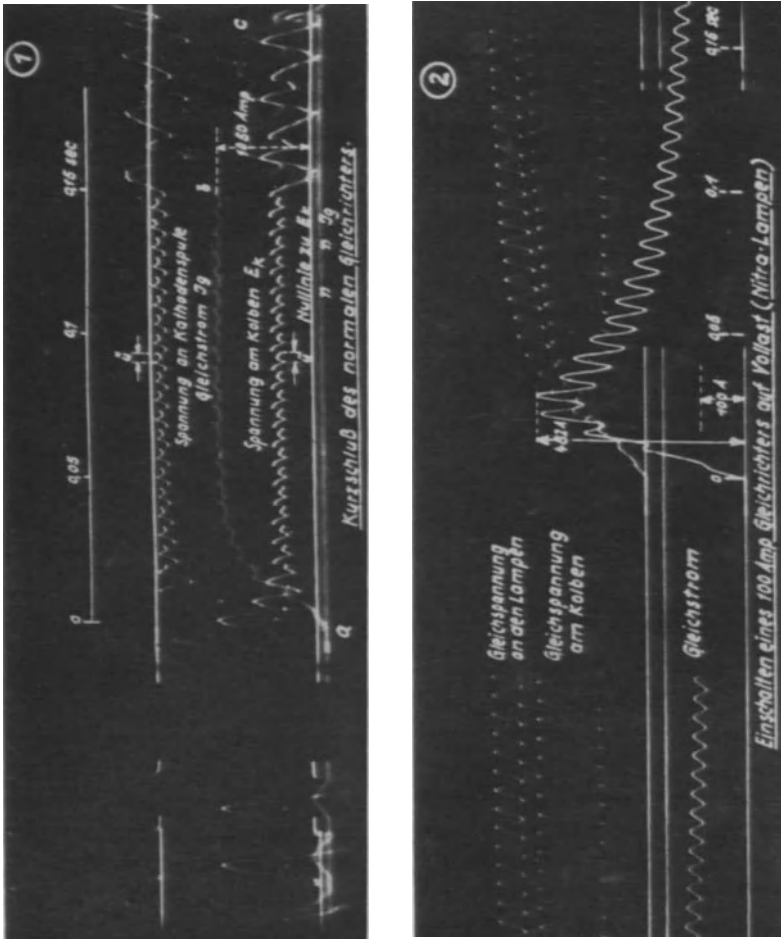 1
0
0,05
0,1
0,15 sec
ü
Spannung an Kathodenspule
Gleichstrom Jg
b
1180 Amp
c
Spannung am Kolben EK
ü
Nullinie zu EK
" " Jg
a
Kurzschluß des normalen Gleichrichters.
2
Gleichspannung
an den Lampen
Gleichspannung
am Kolben
482A
100 A
Gleichstrom
0
0,05
0,1
0,15 sec
Einschalten eines 100 Amp Gleichrichters auf Vollast (Nitra-Lampen)